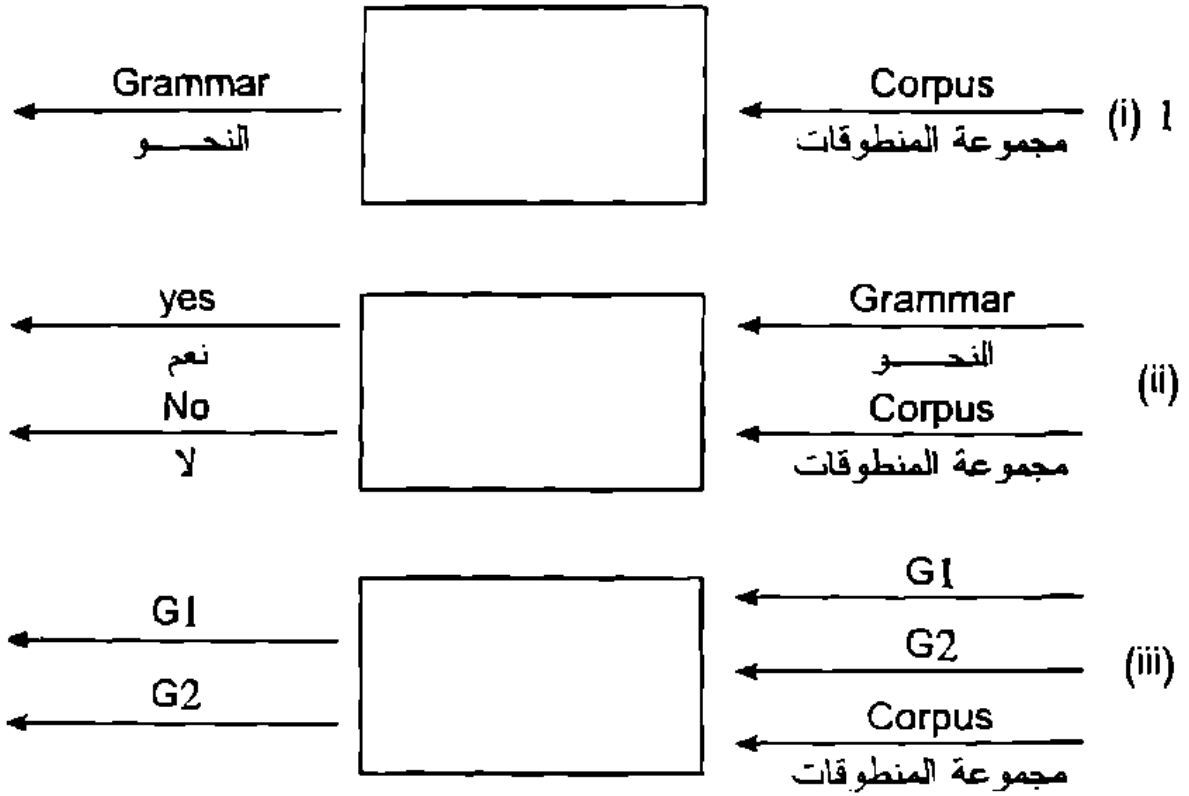 (i) 1
Corpus
مجموعة المنطوقات
Grammar
النحـــو
(ii)
Grammar
النحـــو
Corpus
مجموعة المنطوقات
yes
نعم
No
لا
(iii)
G1
G2
Corpus
مجموعة المنطوقات
G1
G2